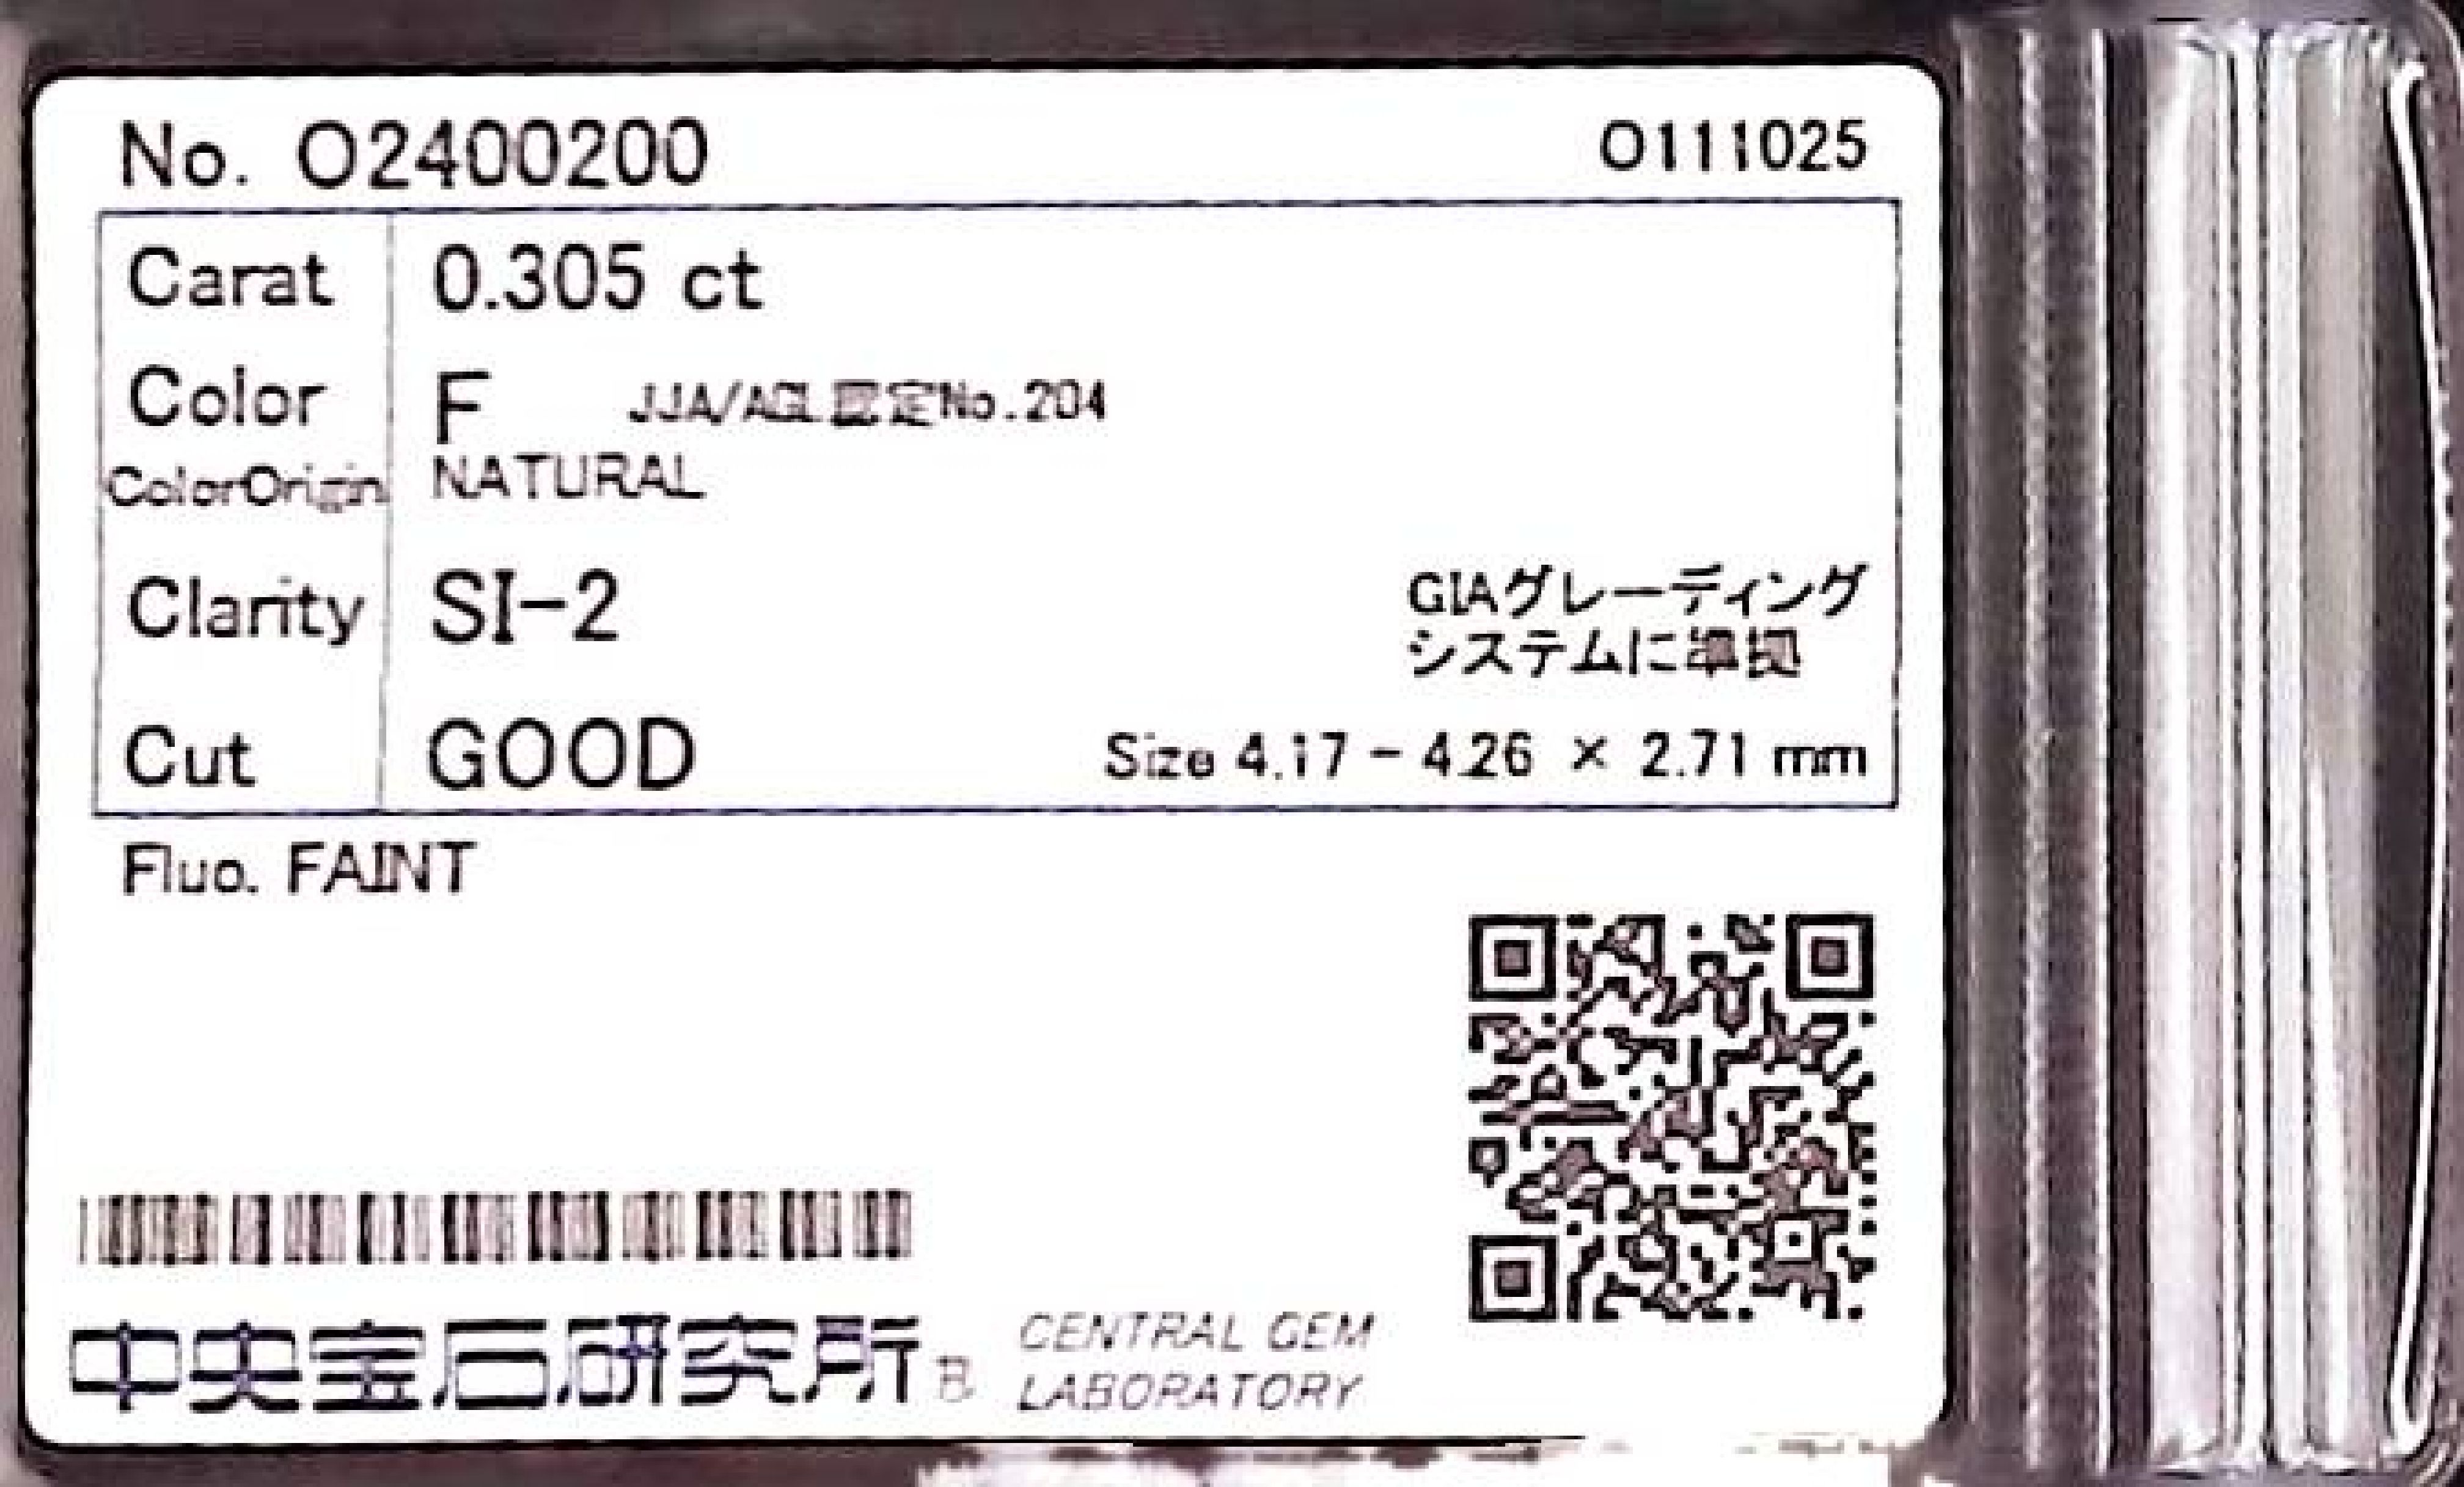 No. O2400200 O111025
Carat 0.305 ct
Color F JJA/AGL認定No.204
ColorOrigin NATURAL
Clarity SI-2
GIAグレーディング
システムに準拠
Cut GOOD Size 4.17 - 4.26 × 2.71 mm
Fluo. FAINT
中央宝石研究所 B
CENTRAL GEM
LABORATORY